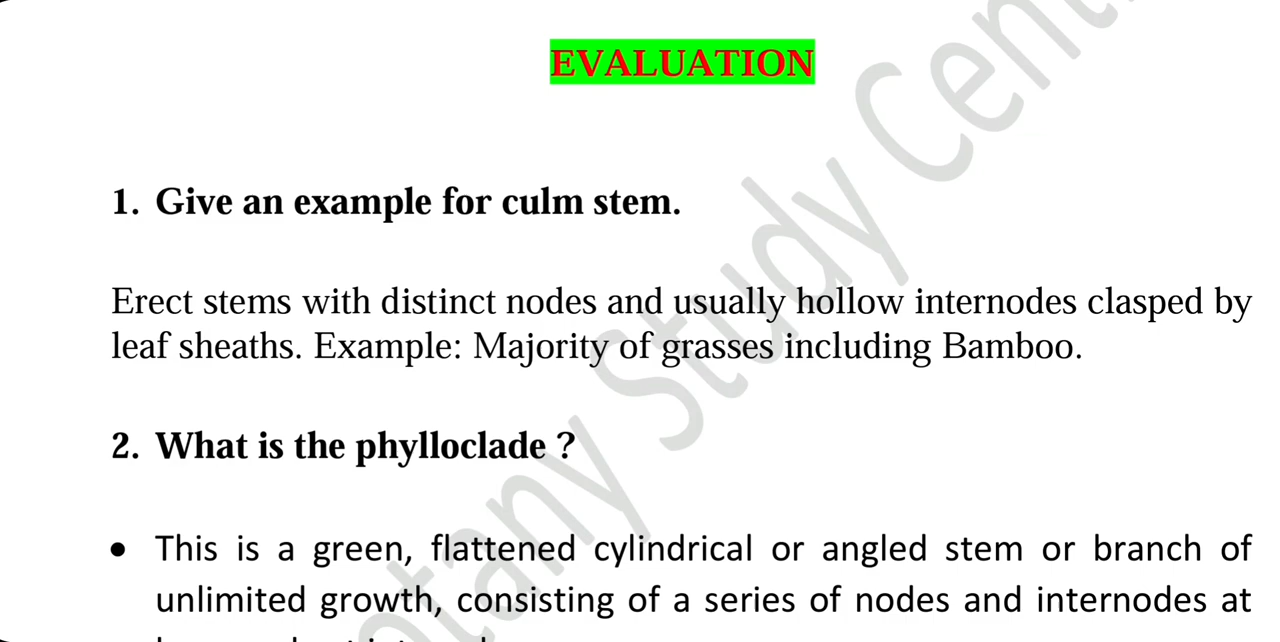 EVALUATION
1. Give an example for culm stem.
Erect stems with distinct nodes and usually hollow internodes clasped by
leaf sheaths. Example: Majority of grasses including Bamboo.
2. What is the phylloclade ?
• This is a green, flattened cylindrical or angled stem or branch of
unlimited growth, consisting of a series of nodes and internodes at
Study